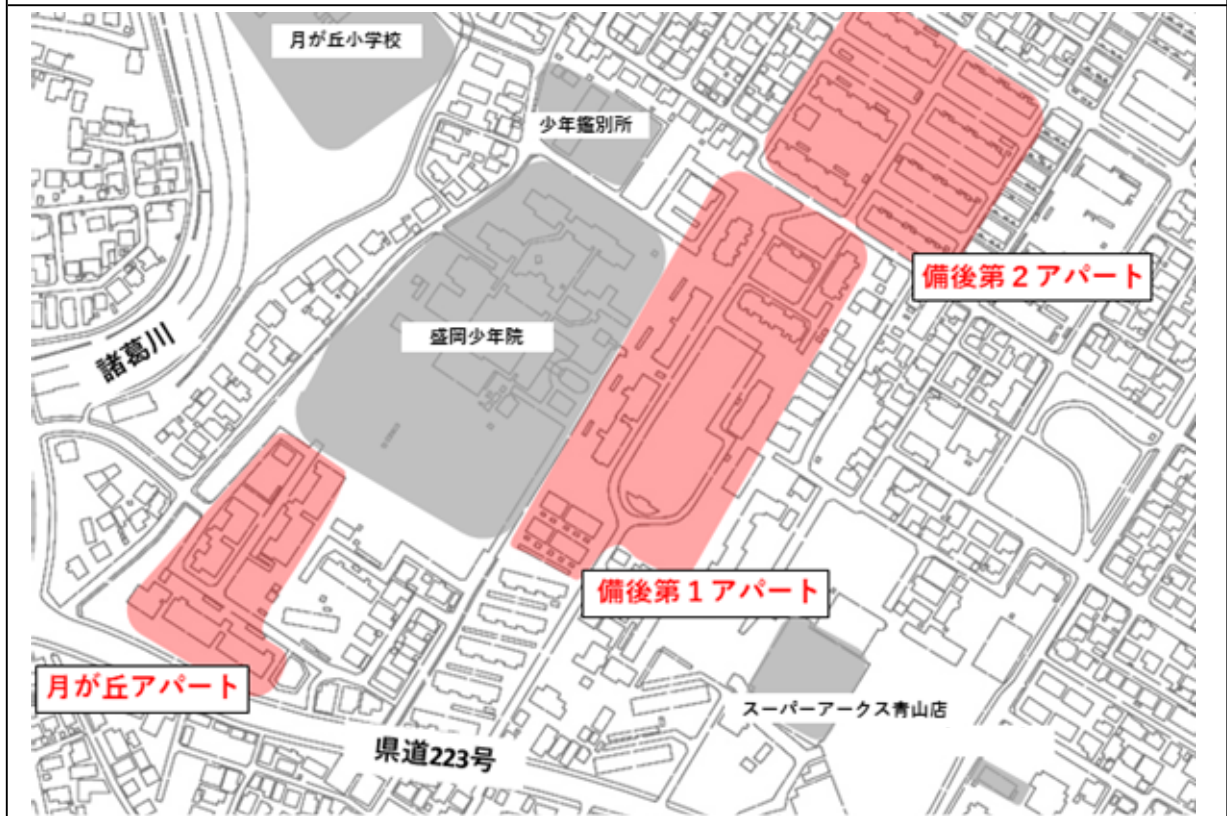 月が丘小学校
少年鑑別所
備後第2アパート
盛岡少年院
諸葛川
備後第1アパート
月が丘アパート
スーパーアークス青山店
県道223号